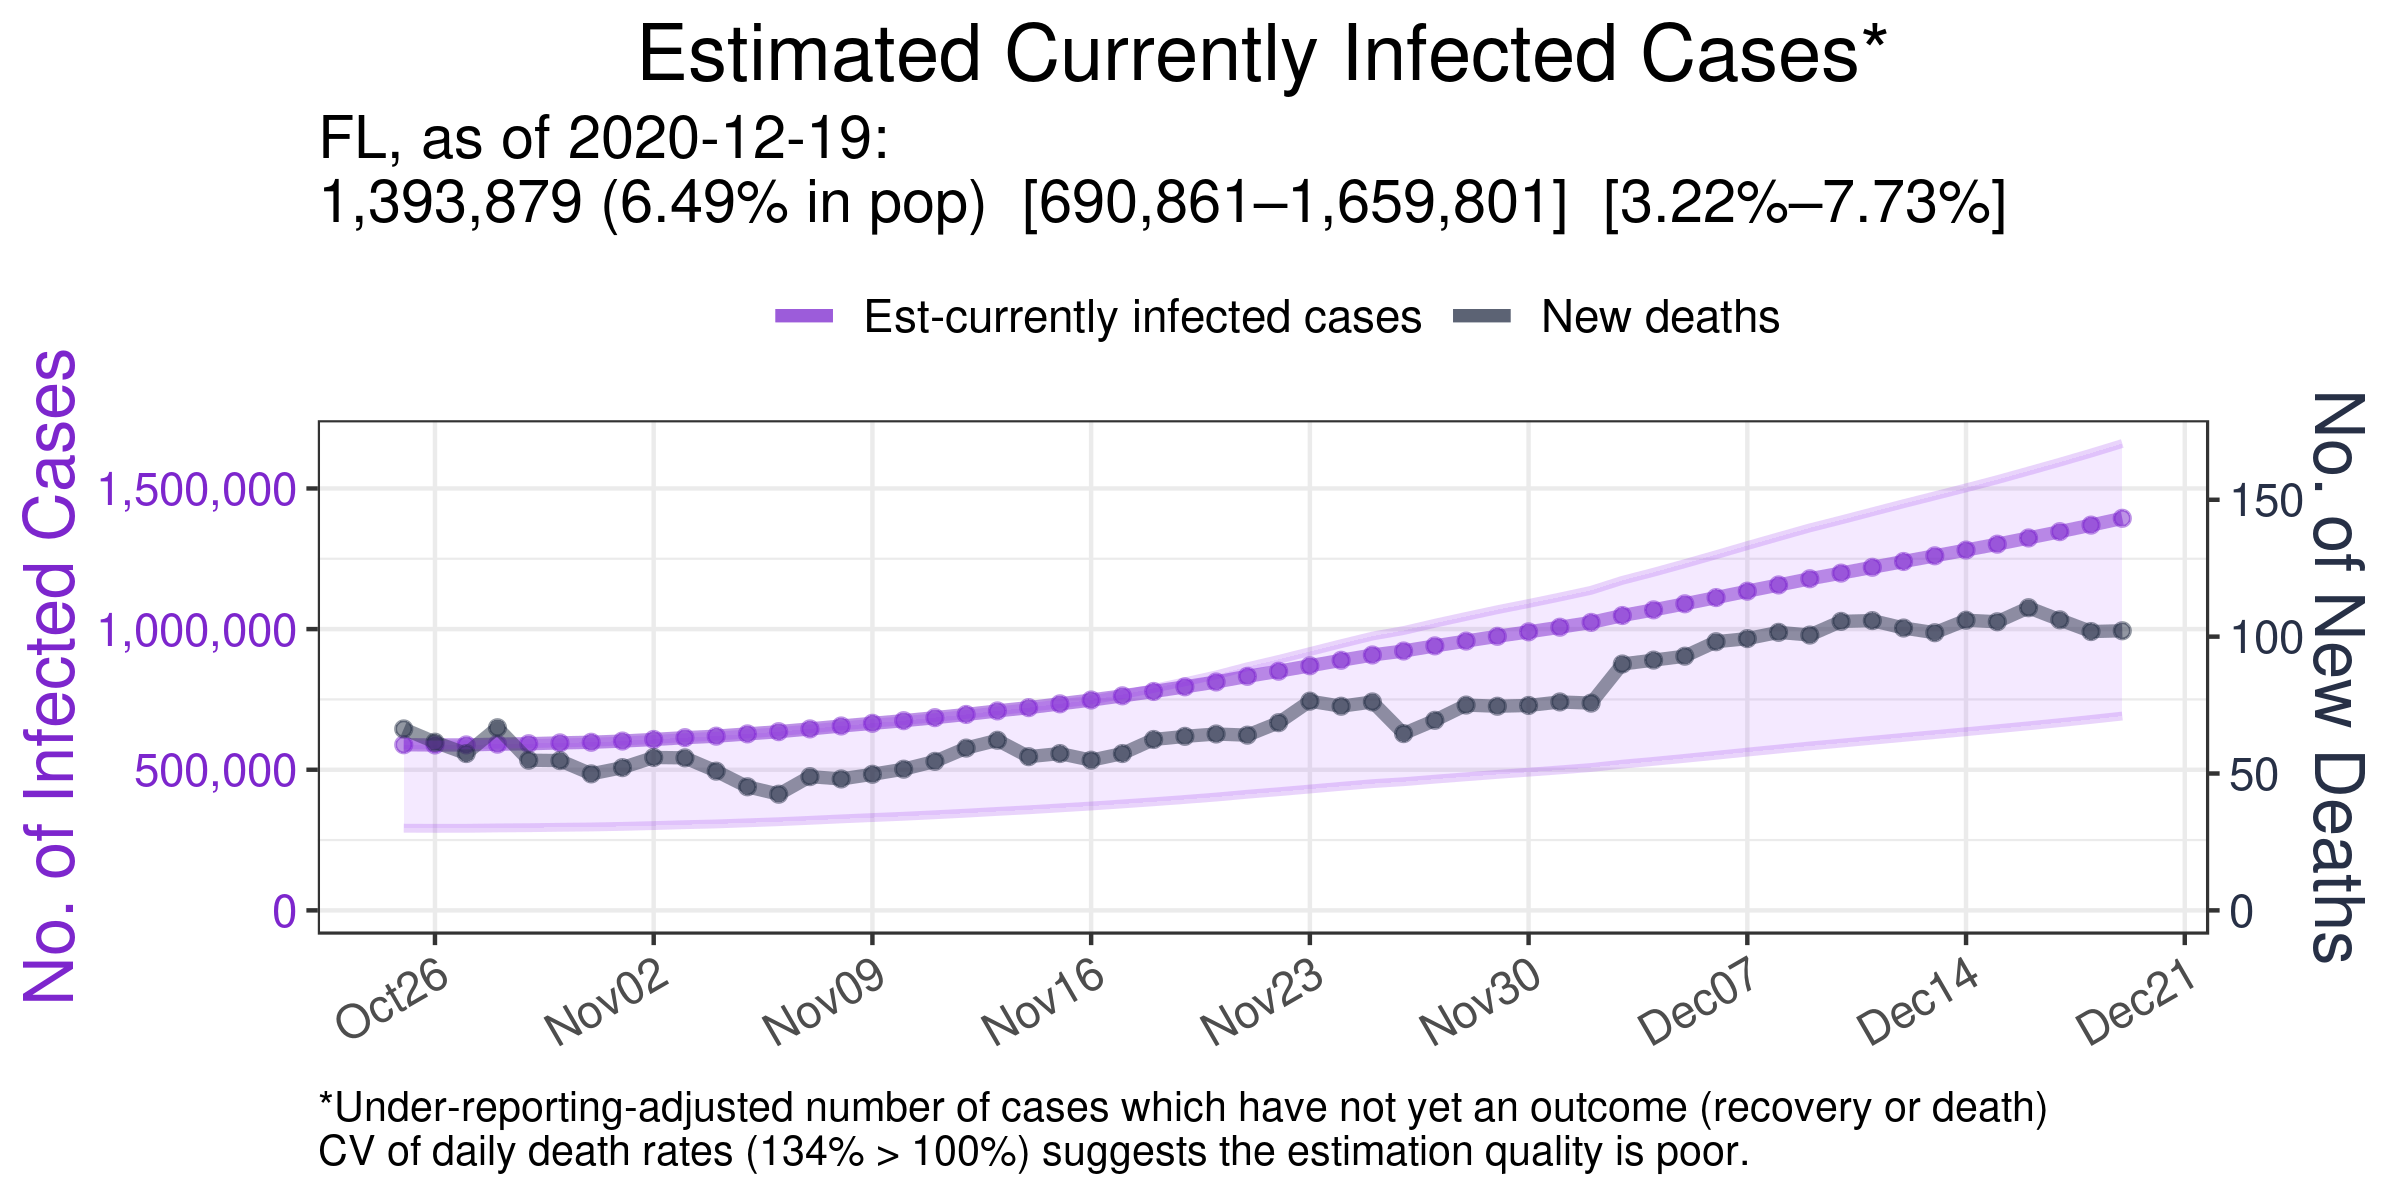 Estimated Currently Infected Cases*
FL, as of 2020-12-19:
1,393,879 (6.49% in pop) [690,861–1,659,801] [3.22%–7.73%]
Est-currently infected cases
New deaths
No. of Infected Cases
1,500,000
1,000,000
500,000
0
No. of New Deaths
150
100
50
0
Oct26
Nov02
Nov09
Nov16
Nov23
Nov30
Dec07
Dec14
Dec21
*Under-reporting-adjusted number of cases which have not yet an outcome (recovery or death)
CV of daily death rates (134% > 100%) suggests the estimation quality is poor.